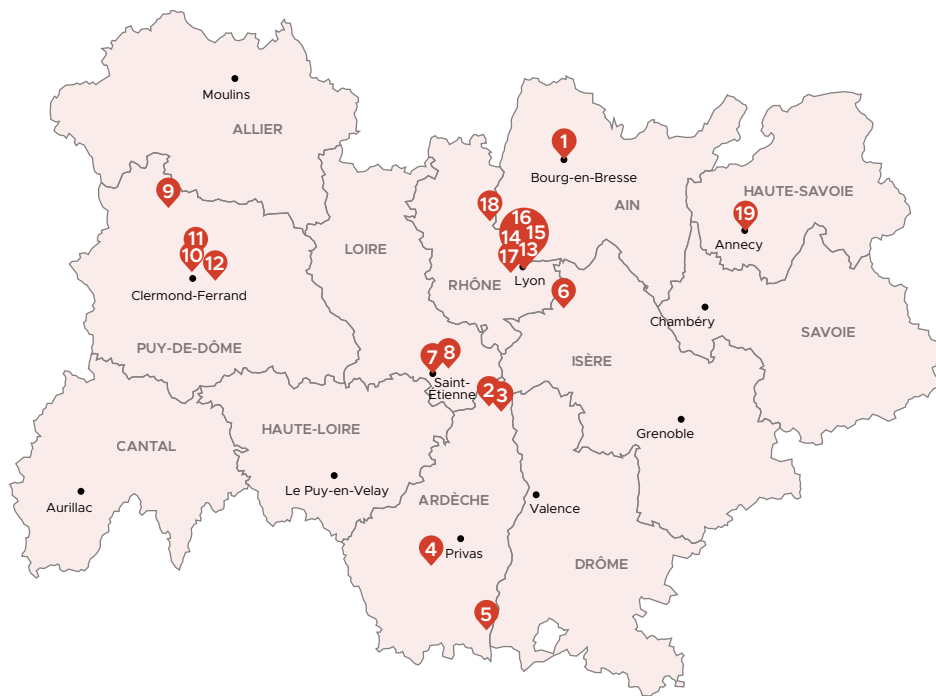 Moulins
ALLIER
1
Bourg-en-Bresse
9
HAUTE-SAVOIE
18
AIN
19
16
11
14
15
Annecy
LOIRE
10
17
13
12
Lyon
RHÔNE
Clermond-Ferrand
6
Chambéry
SAVOIE
PUY-DE-DÔME
7
8
ISÈRE
Saint-
Étienne
2
3
HAUTE-LOIRE
Grenoble
CANTAL
Le Puy-en-Velay
ARDÈCHE
Aurillac
Valence
4
Privas
DRÔME
5